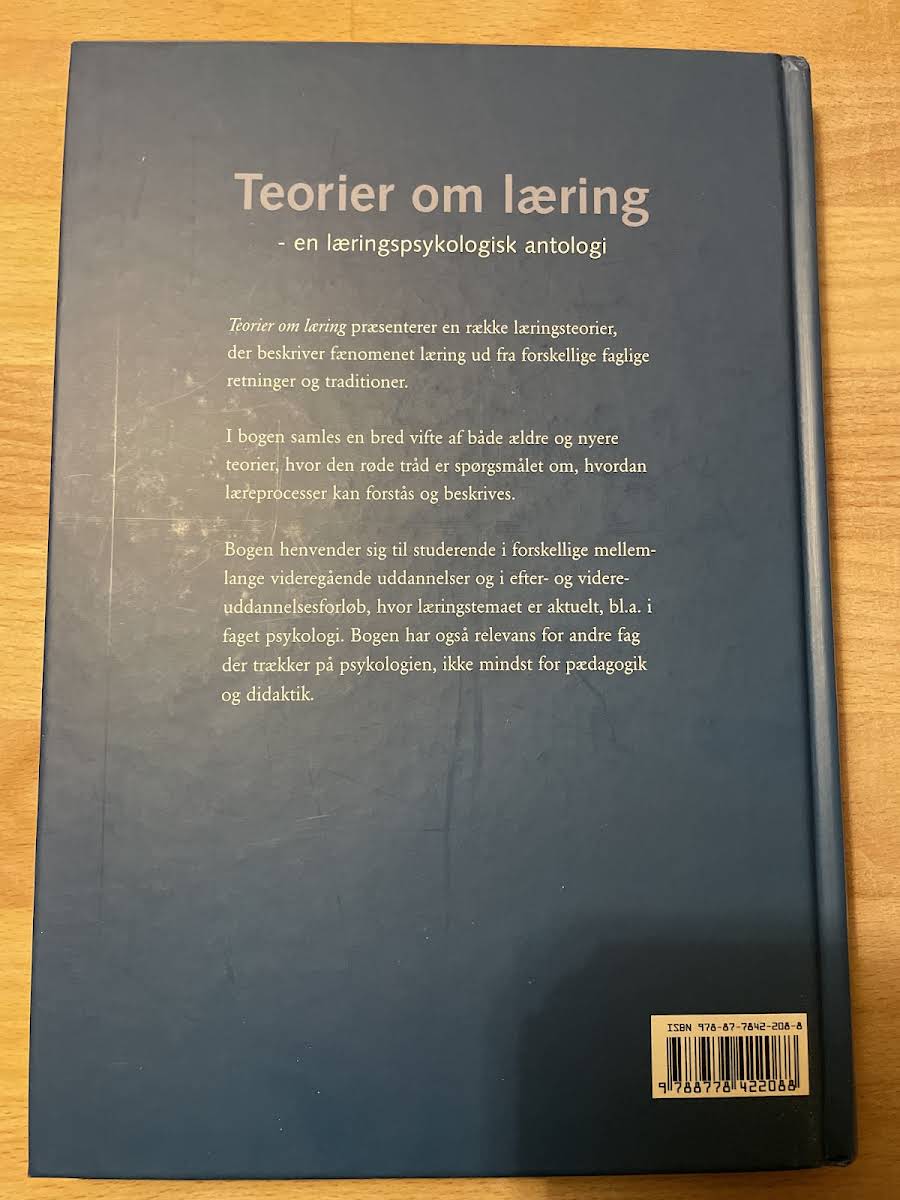 Teorier om læring
- en læringspsykologisk antologi
Teorier om læring præsenterer en række læringsteorier,
der beskriver fænomenet læring ud fra forskellige faglige
retninger og traditioner.
I bogen samles en bred vifte af både ældre og nyere
teorier, hvor den røde tråd er spørgsmålet om, hvordan
læreprocesser kan forstås og beskrives.
Bogen henvender sig til studerende i forskellige mellem-
lange videregående uddannelser og i efter- og videre-
uddannelsesforløb, hvor læringstemaet er aktuelt, bl.a. i
faget psykologi. Bogen har også relevans for andre fag
der trækker på psykologien, ikke mindst for pædagogik
og didaktik.
ISBN 978-87-7842-208-8
9 788778 422088